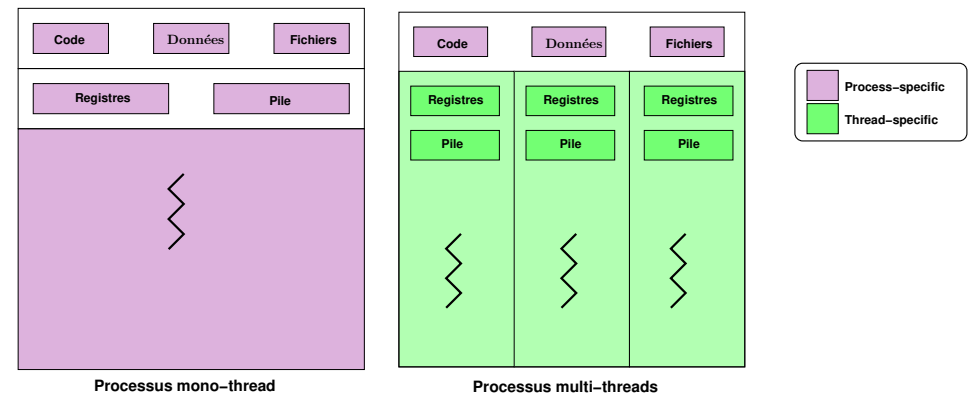 Code Données Fichiers
Registres Pile
Processus mono–thread
Code Données Fichiers
Registres Registres Registres
Pile Pile Pile
Processus multi–threads
Process–specific
Thread–specific